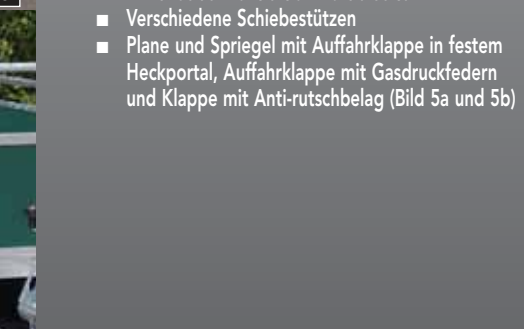 ■ Verschiedene Schiebestützen
■ Plane und Spriegel mit Auffahrklappe in festem
Heckportal, Auffahrklappe mit Gasdruckfedern
und Klappe mit Anti-rutschbelag (Bild 5a und 5b)